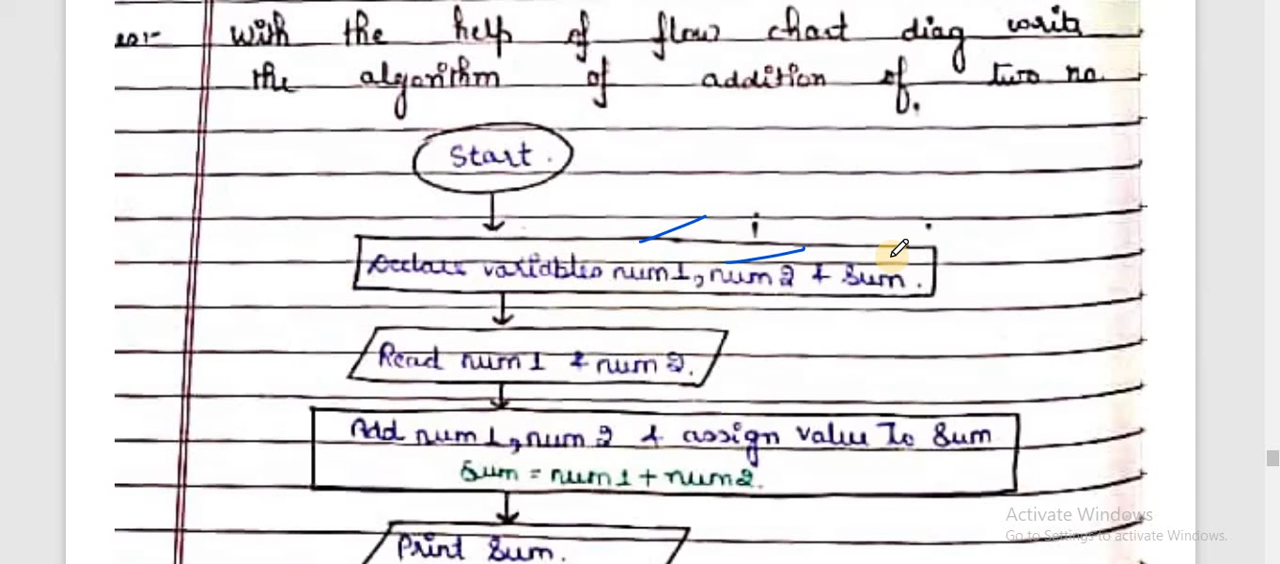 with the help of flow chart diag write
the algorithm of addition of two no.
Start.
Declare variables num1, num2 & Sum.
Read num1 & num2.
Add num1, num2 & assign value To Sum
Sum = num1 + num2.
Print Sum.
Activate Windows
Go to Settings to activate Windows.